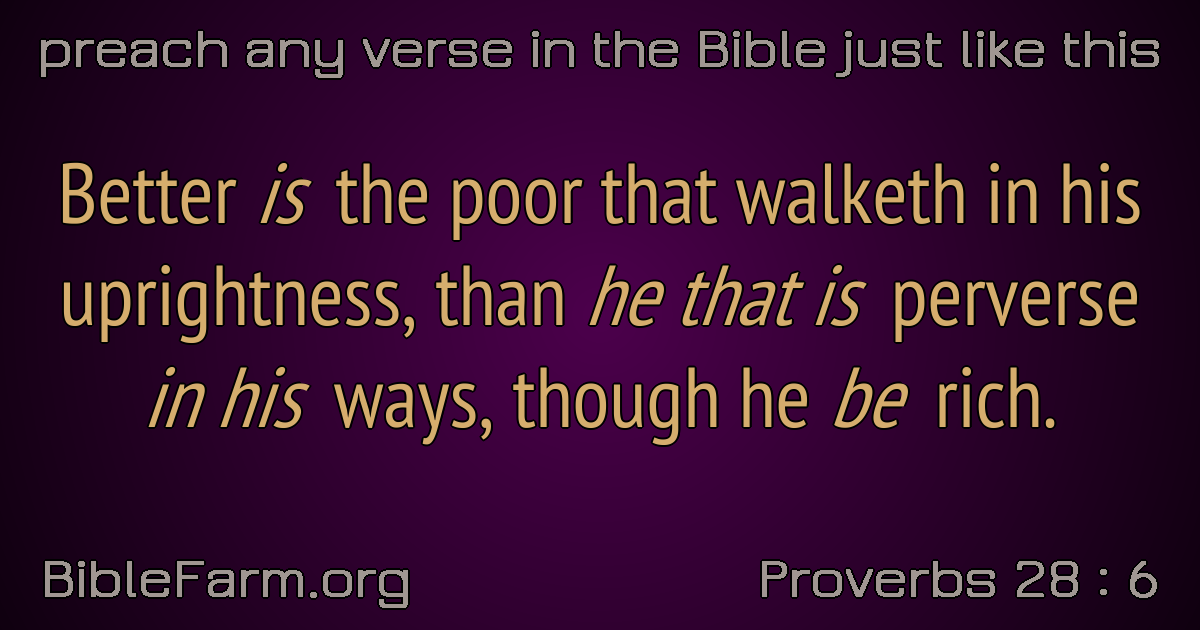 preach any verse in the Bible just like this
Better is the poor that walketh in his
uprightness, than he that is perverse
in his ways, though he be rich.
BibleFarm.org
Proverbs 28 : 6